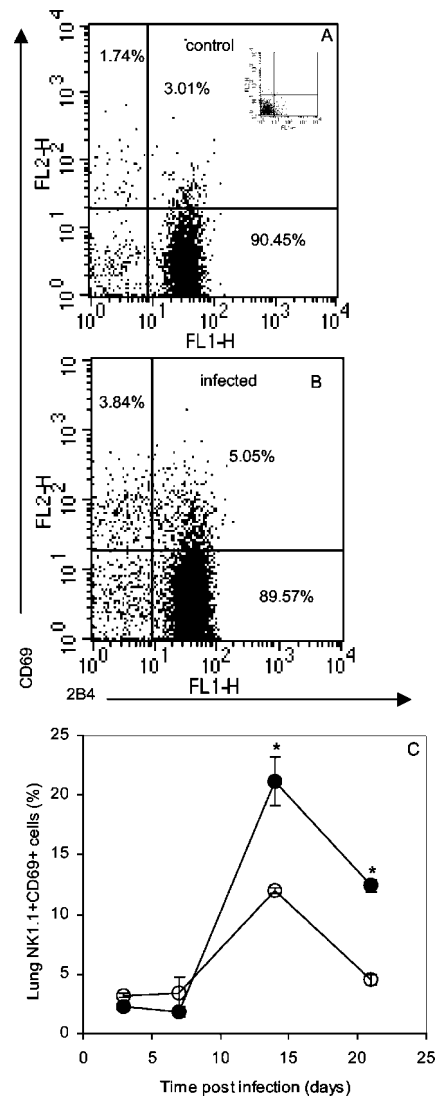 10^4
10^3
10^2
10^1
10^0
FL2-H
1.74%
control
A
3.01%
90.45%
10^0 10^1 10^2 10^3 10^4
FL1-H
FL1-H
10^4
10^3
10^2
10^1
10^0
FL2-H
3.84%
infected
B
5.05%
89.57%
10^0 10^1 10^2 10^3 10^4
FL1-H
CD69
2B4
C
25
20
15
10
5
0
Lung NK1.1+CD69+ cells (%)
*
*
0 5 10 15 20 25
Time post infection (days)